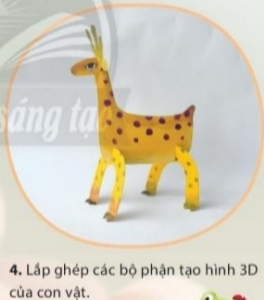 sáng tạ
4. Lắp ghép các bộ phận tạo hình 3D
của con vật.